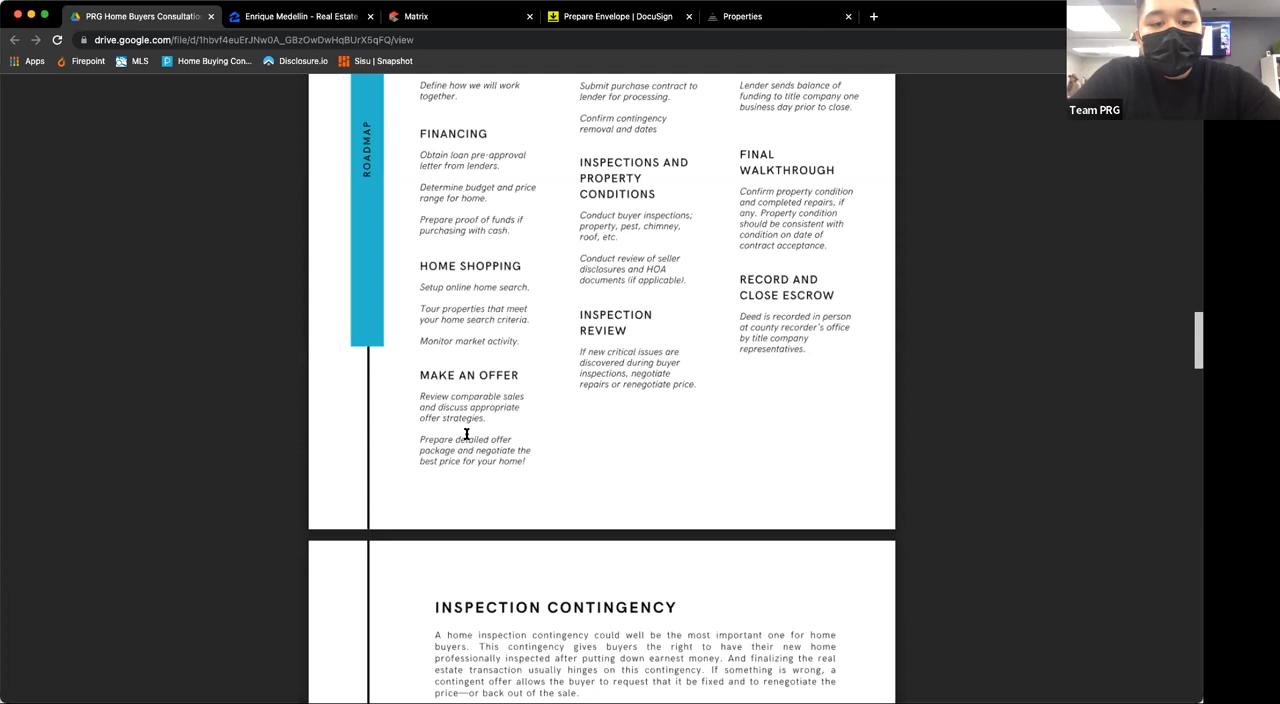 PRG Home Buyers Consultatio
Enrique Medellin - Real Estate
Matrix
Prepare Envelope | DocuSign
Properties
drive.google.com/file/d/1hbvf4euErJNw0A_GBzOwDwHqBUrX5qFQ/view
Apps
Firepoint
MLS
Home Buying Con...
Disclosure.io
Sisu | Snapshot
Team PRG
ROADMAP
Define how we will work
together.
FINANCING
Obtain loan pre-approval
letter from lenders.
Determine budget and price
range for home.
Prepare proof of funds if
purchasing with cash.
HOME SHOPPING
Setup online home search.
Tour properties that meet
your home search criteria.
Monitor market activity.
MAKE AN OFFER
Review comparable sales
and discuss appropriate
offer strategies.
Prepare detailed offer
package and negotiate the
best price for your home!
Submit purchase contract to
lender for processing.
Confirm contingency
removal and dates
INSPECTIONS AND
PROPERTY
CONDITIONS
Conduct buyer inspections;
property, pest, chimney,
roof, etc.
Conduct review of seller
disclosures and HOA
documents (if applicable).
INSPECTION
REVIEW
If new critical issues are
discovered during buyer
inspections, negotiate
repairs or renegotiate price.
Lender sends balance of
funding to title company one
business day prior to close.
FINAL
WALKTHROUGH
Confirm property condition
and completed repairs, if
any. Property condition
should be consistent with
condition on date of
contract acceptance.
RECORD AND
CLOSE ESCROW
Deed is recorded in person
at county recorder's office
by title company
representatives.
INSPECTION CONTINGENCY
A home inspection contingency could well be the most important one for home
buyers. This contingency gives buyers the right to have their new home
professionally inspected after putting down earnest money. And finalizing the real
estate transaction usually hinges on this contingency. If something is wrong, a
contingent offer allows the buyer to request that it be fixed and to renegotiate the
price—or back out of the sale.